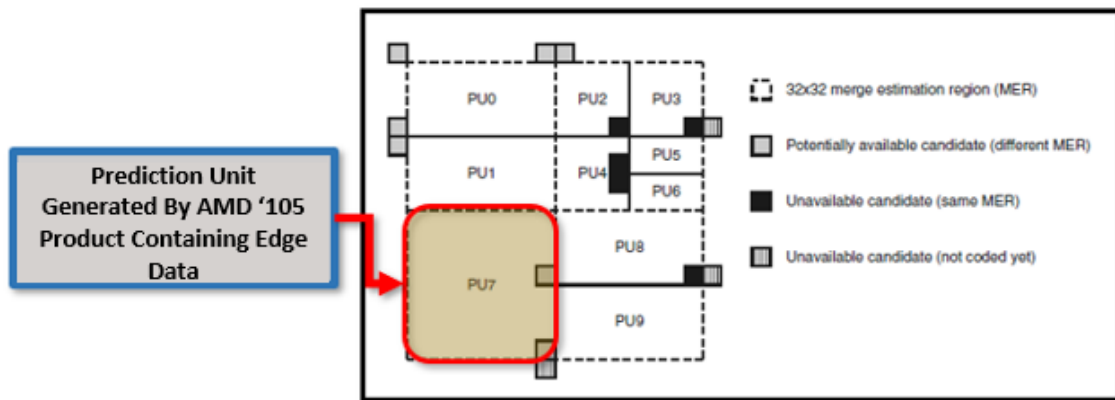 Prediction Unit
Generated By AMD ‘105
Product Containing Edge
Data
PU0
PU2
PU3
PU1
PU4
PU5
PU6
PU7
PU8
PU9
32x32 merge estimation region (MER)
Potentially available candidate (different MER)
Unavailable candidate (same MER)
Unavailable candidate (not coded yet)